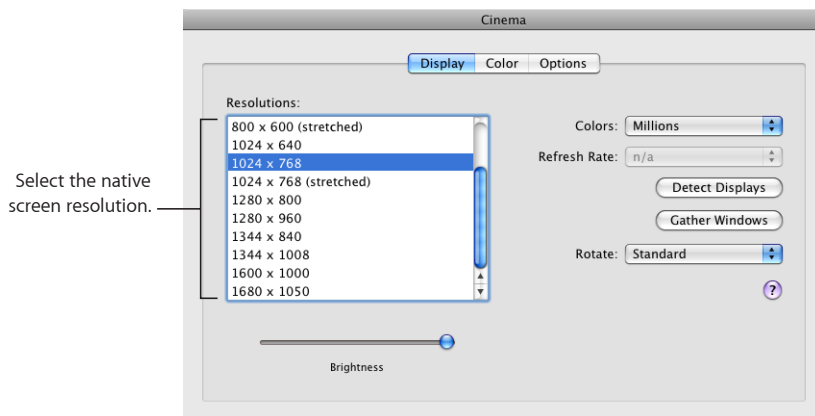 Cinema
Display Color Options
Resolutions:
800 x 600 (stretched)
1024 x 640
1024 x 768
1024 x 768 (stretched)
1280 x 800
1280 x 960
1344 x 840
1344 x 1008
1600 x 1000
1680 x 1050
Select the native
screen resolution.
Colors: Millions
Refresh Rate: n/a
Detect Displays
Gather Windows
Rotate: Standard
?
Brightness